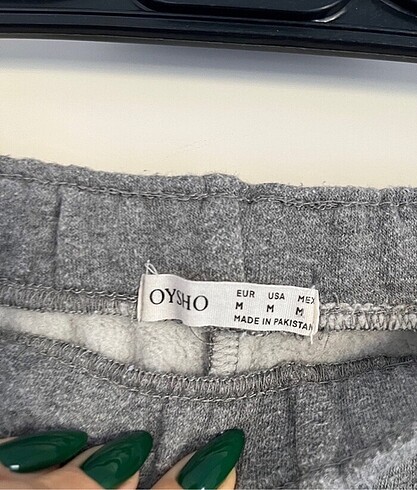 OYSHO
EUR USA MEX
M M M
MADE IN PAKISTAN